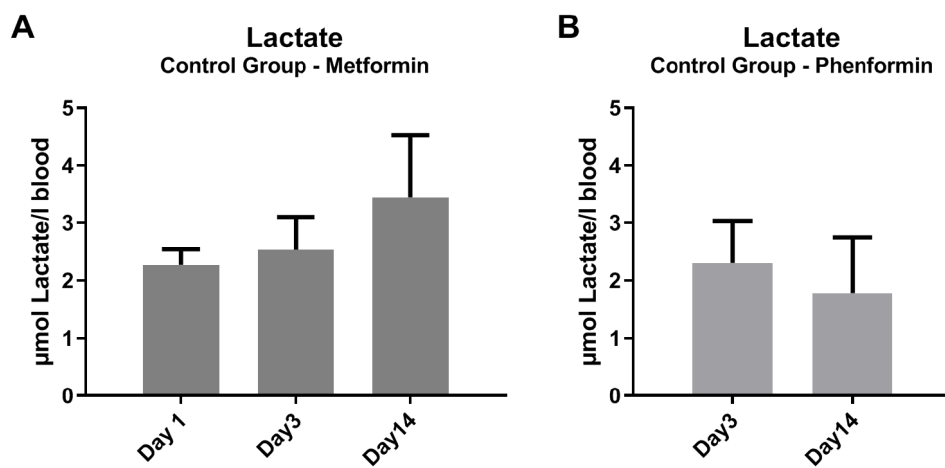 A
Lactate
Control Group - Metformin
µmol Lactate/l blood
5
4
3
2
1
0
Day 1
Day3
Day14
B
Lactate
Control Group - Phenformin
µmol Lactate/l blood
5
4
3
2
1
0
Day3
Day14